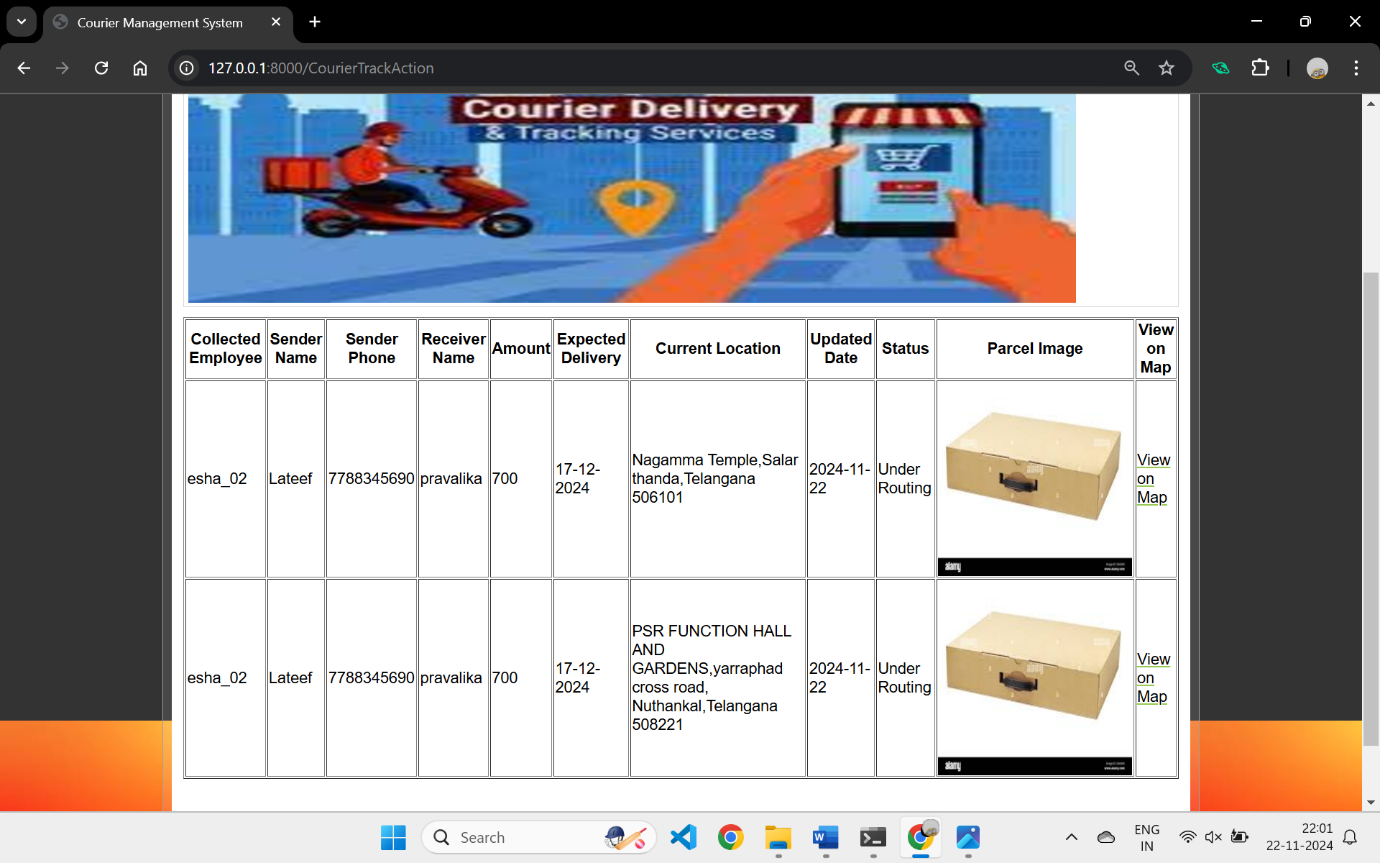 Courier Management System
127.0.0.1:8000/CourierTrackAction
Courier Delivery
& Tracking Services
Collected Employee
Sender Name
Sender Phone
Receiver Name
Amount
Expected Delivery
Current Location
Updated Date
Status
Parcel Image
View on Map
esha_02
Lateef
7788345690
pravalika
700
17-12-
2024
Nagamma Temple,Salar
thanda,Telangana
506101
2024-11-
22
Under
Routing
alamy
View
on
Map
esha_02
Lateef
7788345690
pravalika
700
17-12-
2024
PSR FUNCTION HALL
AND
GARDENS,yarraphad
cross road,
Nuthankal,Telangana
508221
2024-11-
22
Under
Routing
alamy
View
on
Map
Search
ENG
IN
22:01
22-11-2024